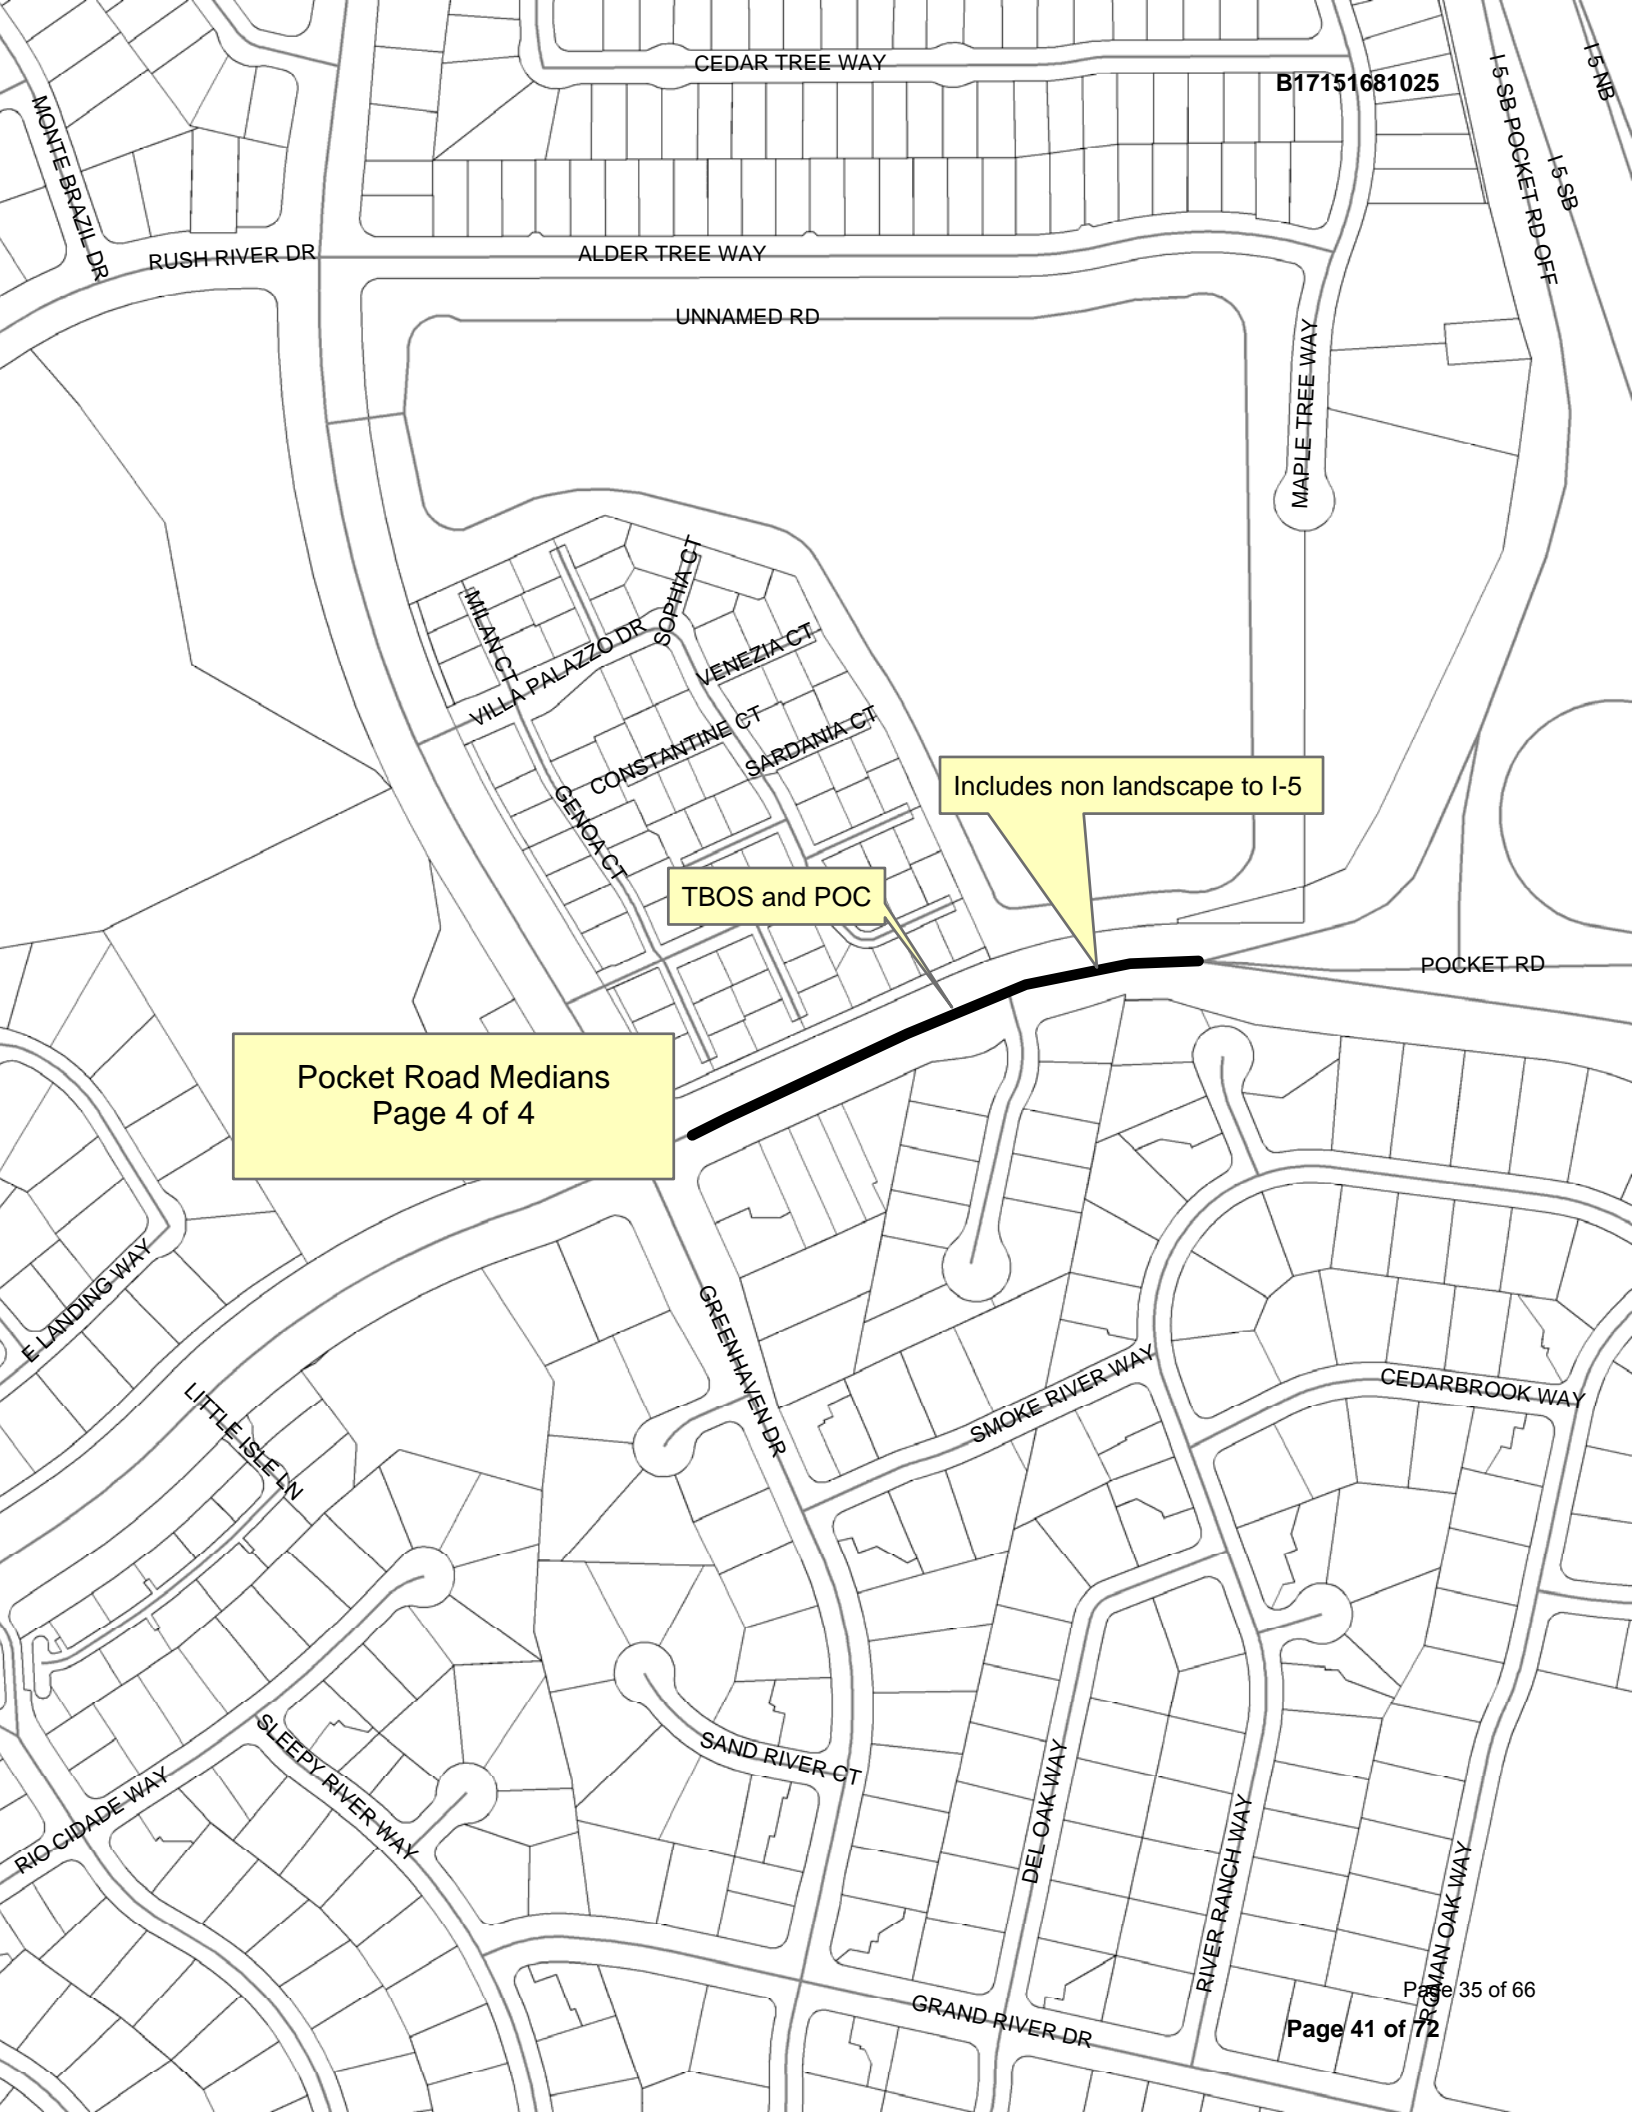 CEDAR TREE WAY
B17151681025
I 5 NB
I 5 SB POCKET RD OFF
I 5 SB
MONTE BRAZIL DR
RUSH RIVER DR
ALDER TREE WAY
UNNAMED RD
MAPLE TREE WAY
SOPHIA CT
MILAN CT
VILLA PALAZZO DR
VENEZIA CT
CONSTANTINE CT
SARDANIA CT
GENOA CT
Includes non landscape to I-5
TBOS and POC
POCKET RD
Pocket Road Medians
Page 4 of 4
E LANDING WAY
LITTLE ISLE LN
GREENHAVEN DR
SMOKE RIVER WAY
CEDARBROOK WAY
SLEEPY RIVER WAY
SAND RIVER CT
RIO CIDADE WAY
DEL OAK WAY
RIVER RANCH WAY
ROMAN OAK WAY
GRAND RIVER DR
Page 35 of 66
Page 41 of 72